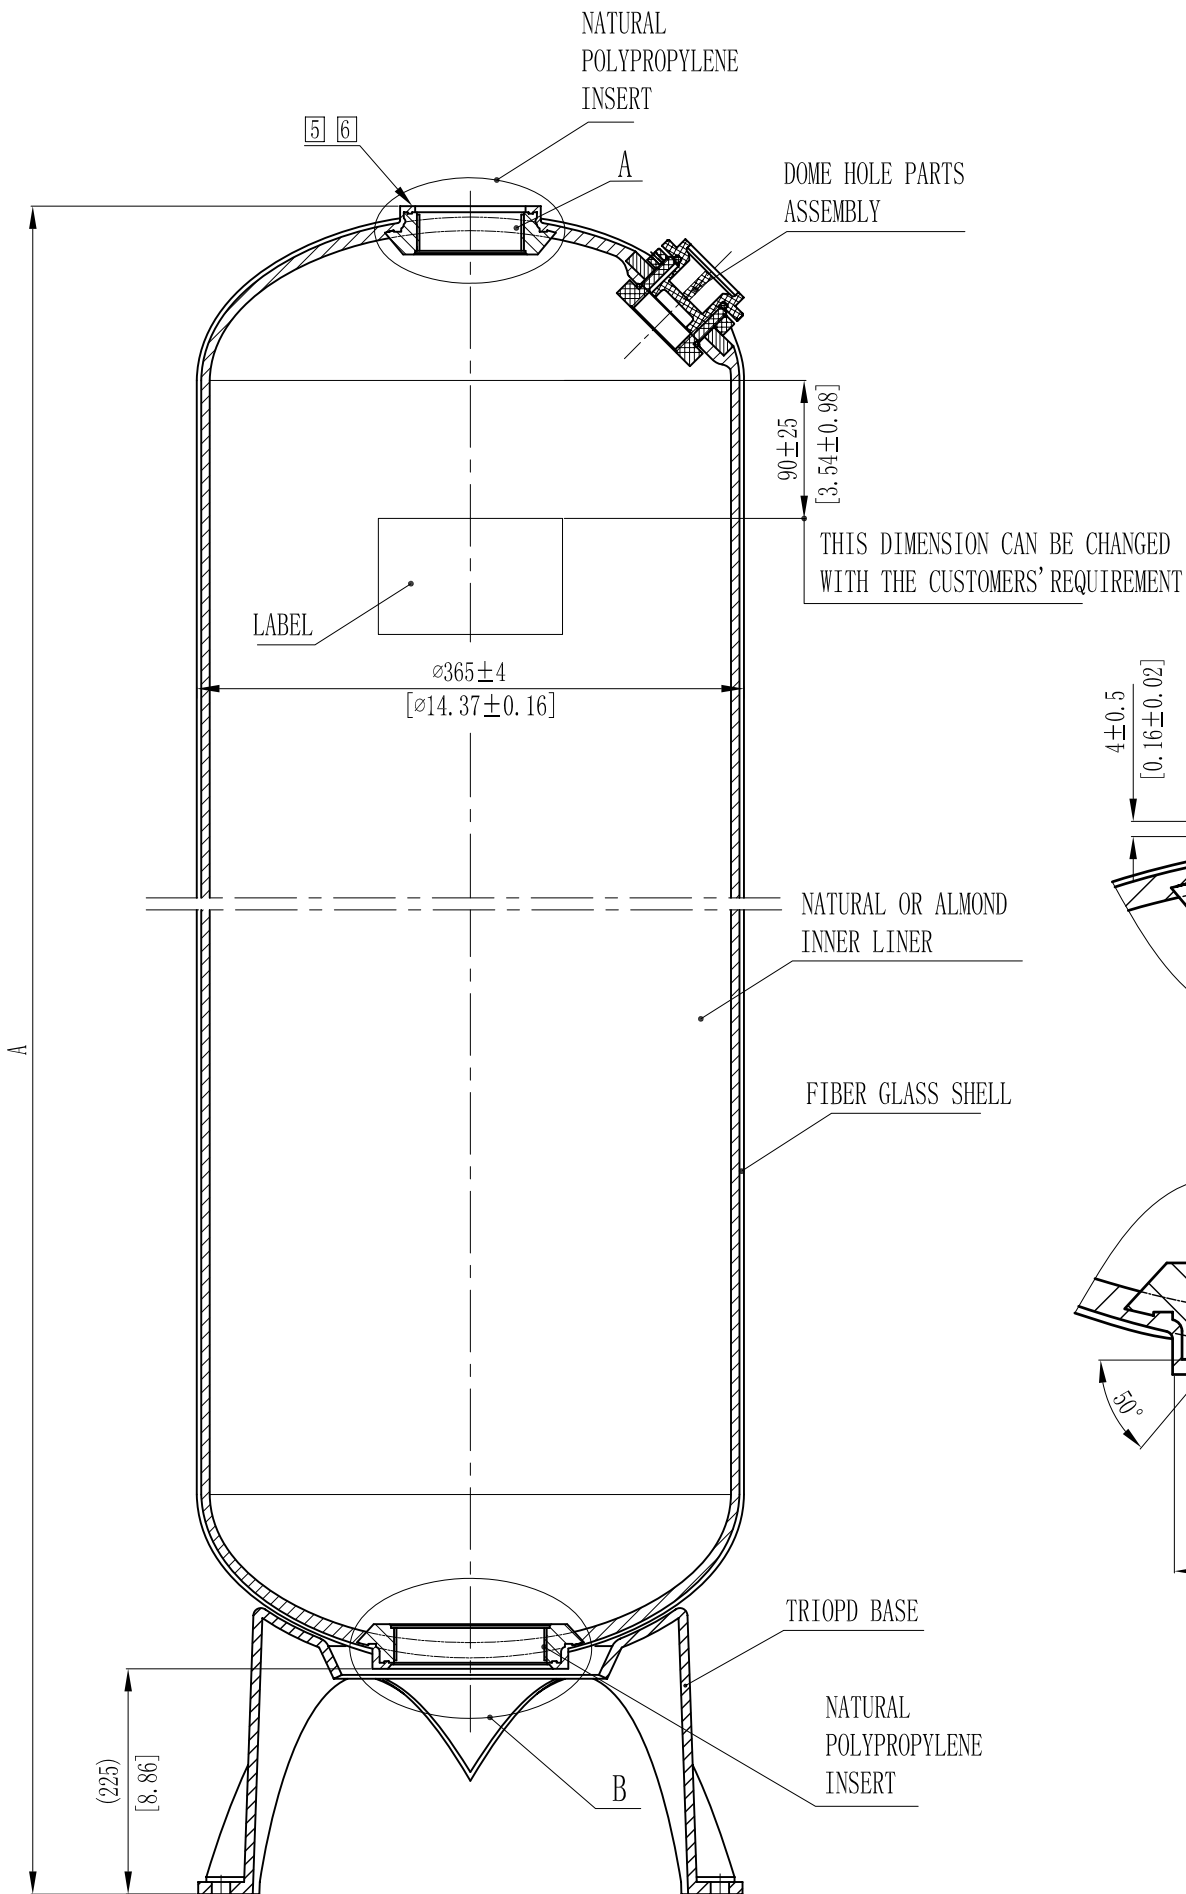 NATURAL
POLYPROPYLENE
INSERT
5 6
A
DOME HOLE PARTS
ASSEMBLY
90±25
[3.54±0.98]
THIS DIMENSION CAN BE CHANGED
WITH THE CUSTOMERS'REQUIREMENT
LABEL
⌀365±4
[⌀14.37±0.16]
4±0.5
[0.16±0.02]
NATURAL OR ALMOND
INNER LINER
A
FIBER GLASS SHELL
50°
TRIOPD BASE
NATURAL
POLYPROPYLENE
INSERT
(225)
[8.86]
B